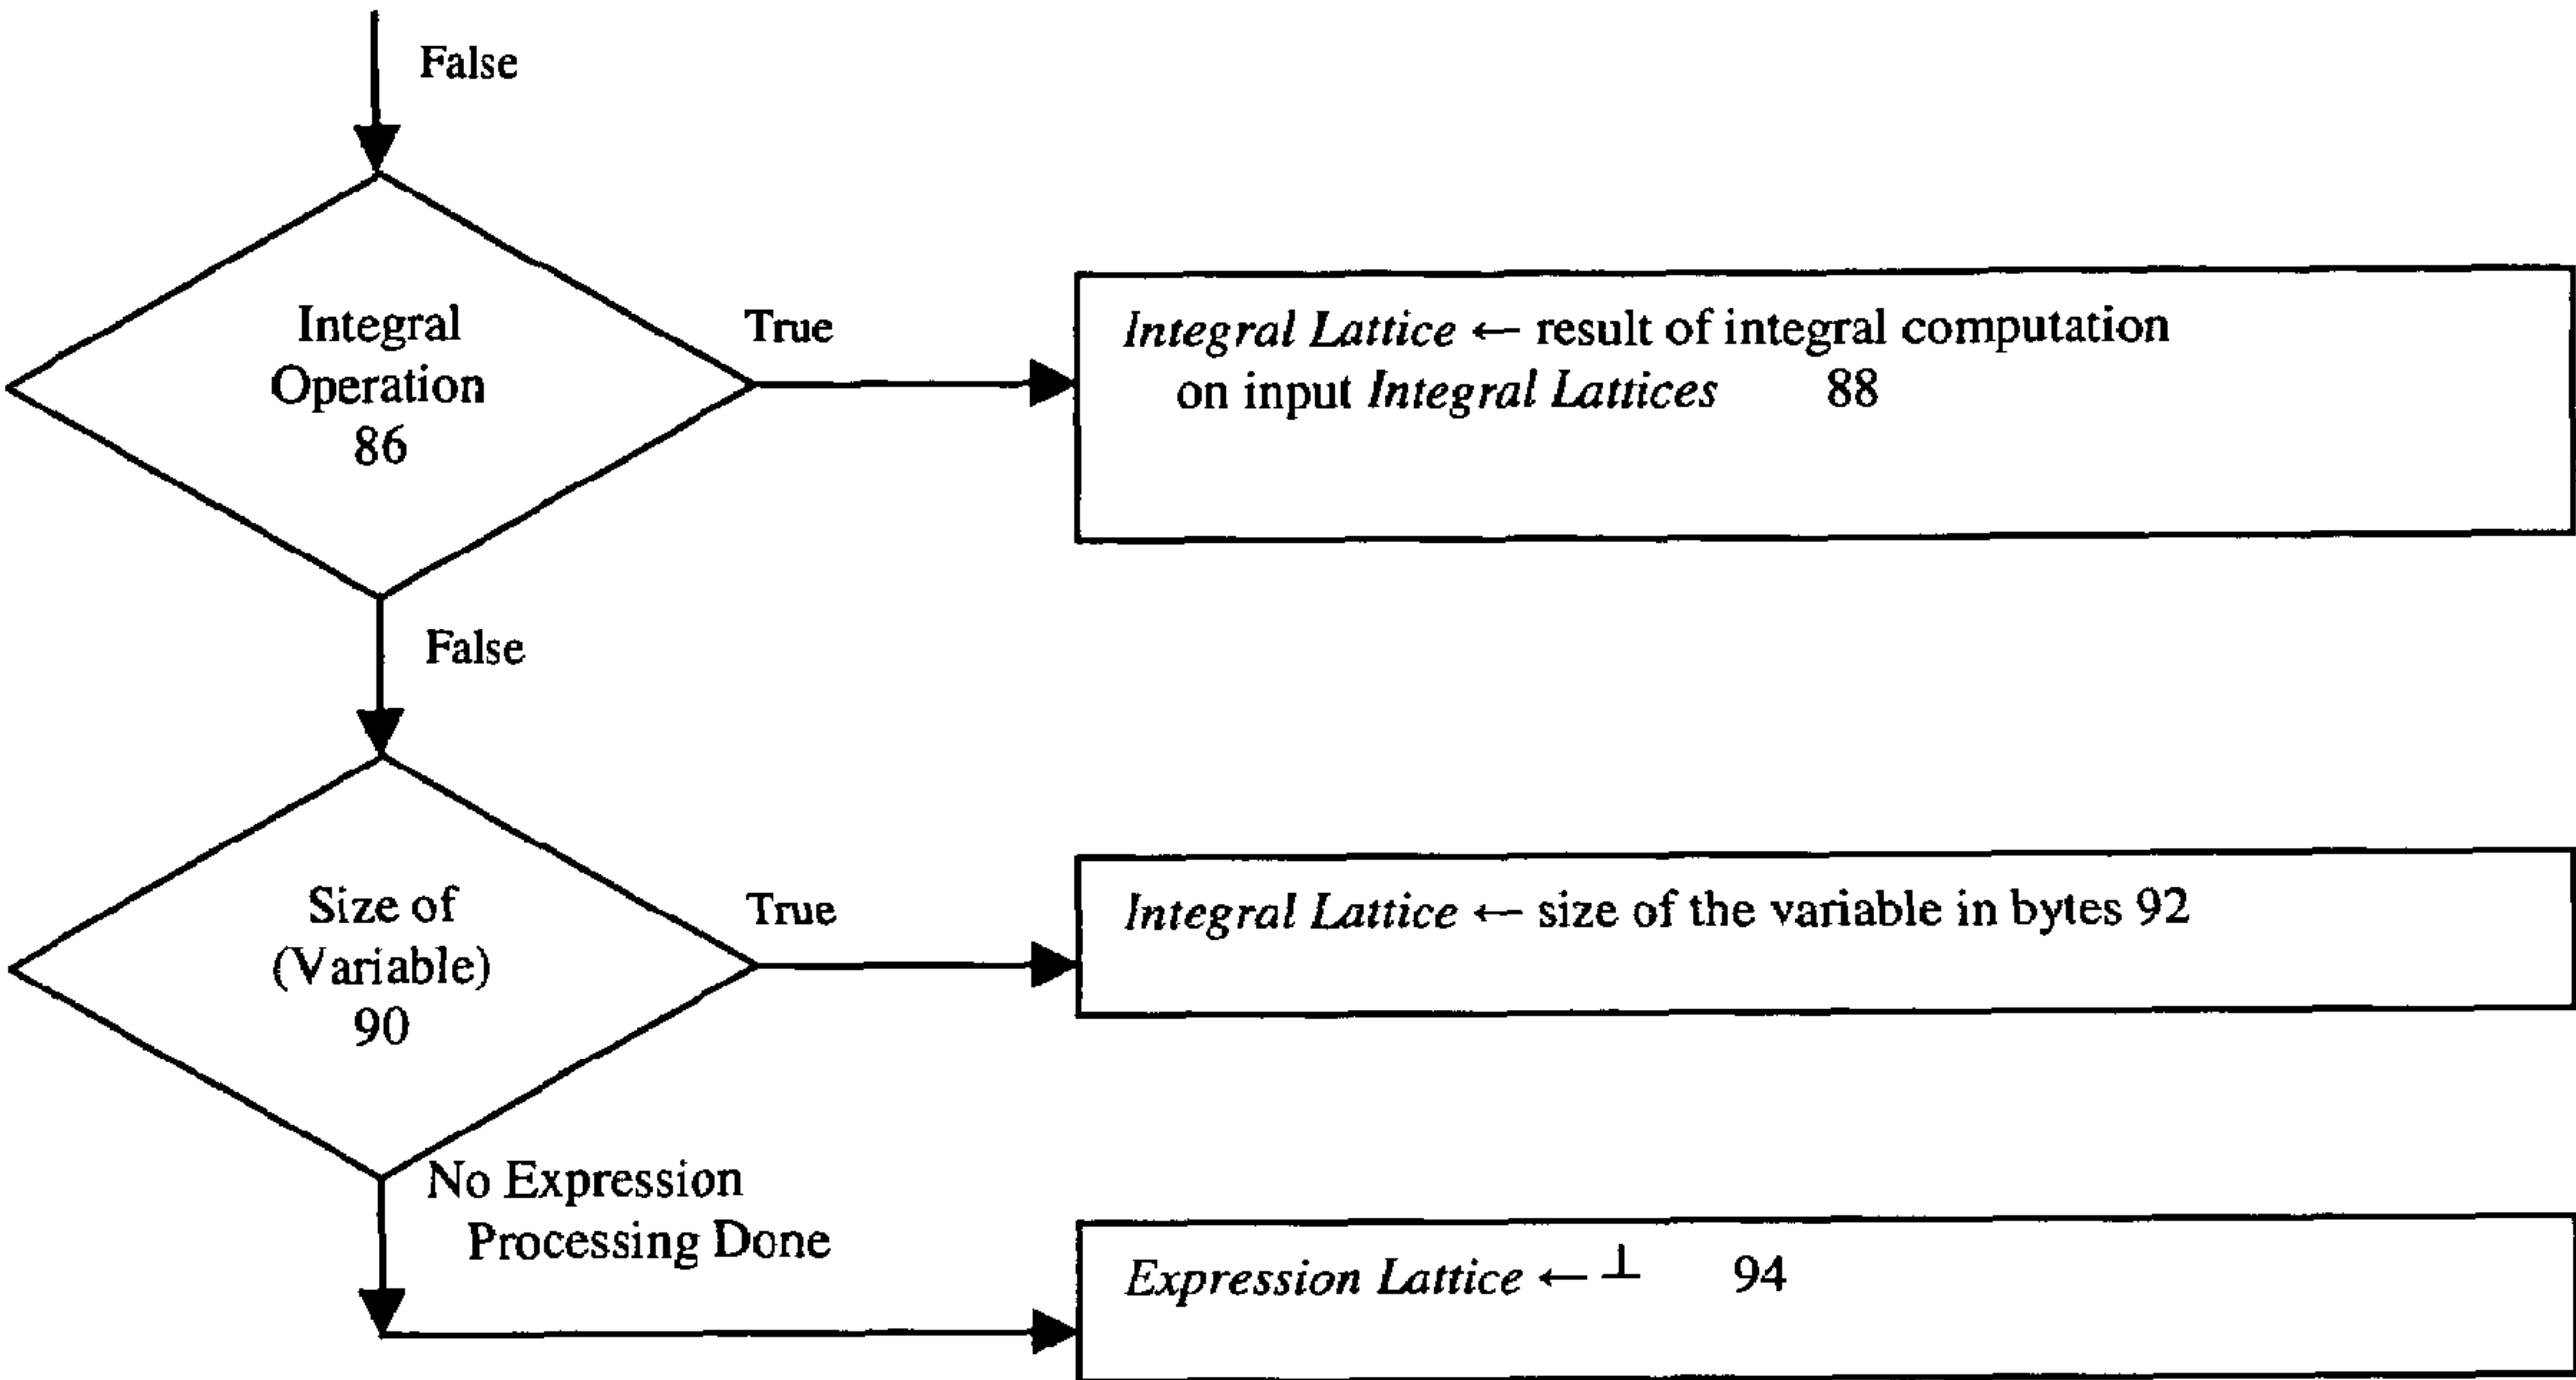 False
Integral
Operation
86
True
Integral Lattice ← result of integral computation
on input Integral Lattices 88
False
Size of
(Variable)
90
True
Integral Lattice ← size of the variable in bytes 92
No Expression
Processing Done
Expression Lattice ← ⊥ 94